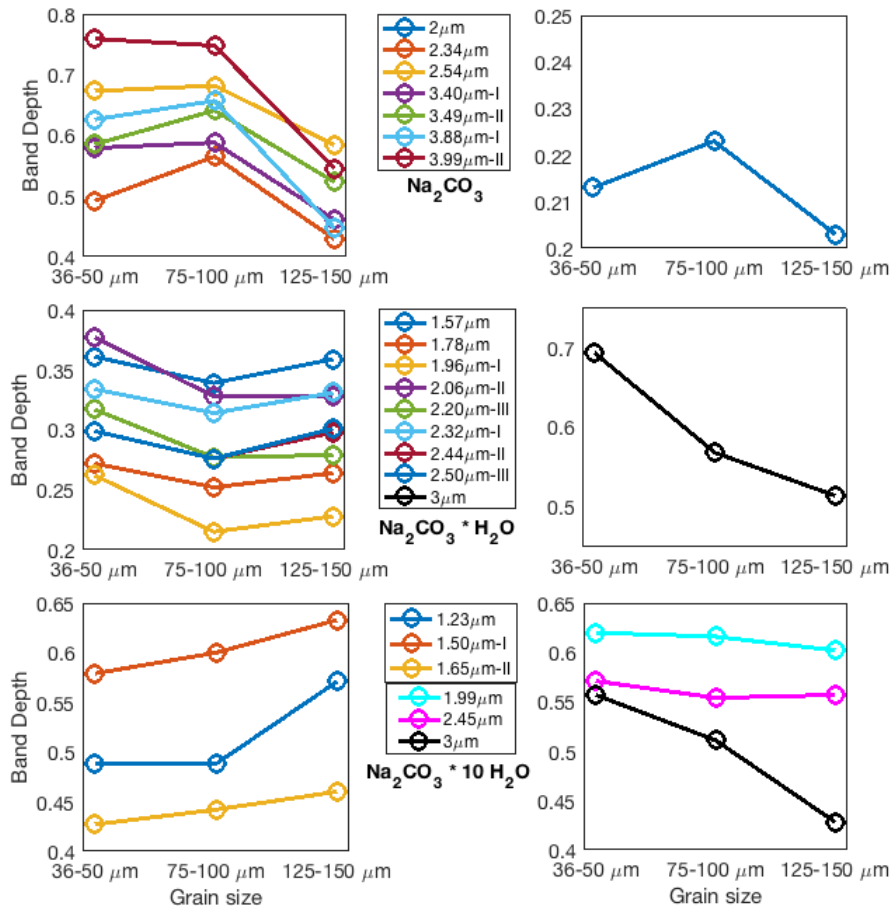 0.8
0.7
0.6
0.5
0.4
Band Depth
36-50 μm
75-100 μm
125-150 μm
2μm
2.34μm
2.54μm
3.40μm-I
3.49μm-II
3.88μm-I
3.99μm-II
Na₂CO₃
0.25
0.24
0.23
0.22
0.21
0.2
36-50 μm
75-100 μm
125-150 μm
0.4
0.35
0.3
0.25
0.2
Band Depth
36-50 μm
75-100 μm
125-150 μm
1.57μm
1.78μm
1.96μm-I
2.06μm-II
2.20μm-III
2.32μm-I
2.44μm-II
2.50μm-III
3μm
Na₂CO₃ * H₂O
0.7
0.6
0.5
36-50 μm
75-100 μm
125-150 μm
0.65
0.6
0.55
0.5
0.45
0.4
Band Depth
36-50 μm
75-100 μm
125-150 μm
Grain size
1.23μm
1.50μm-I
1.65μm-II
1.99μm
2.45μm
3μm
Na₂CO₃ * 10 H₂O
0.65
0.6
0.55
0.5
0.45
0.4
36-50 μm
75-100 μm
125-150 μm
Grain size